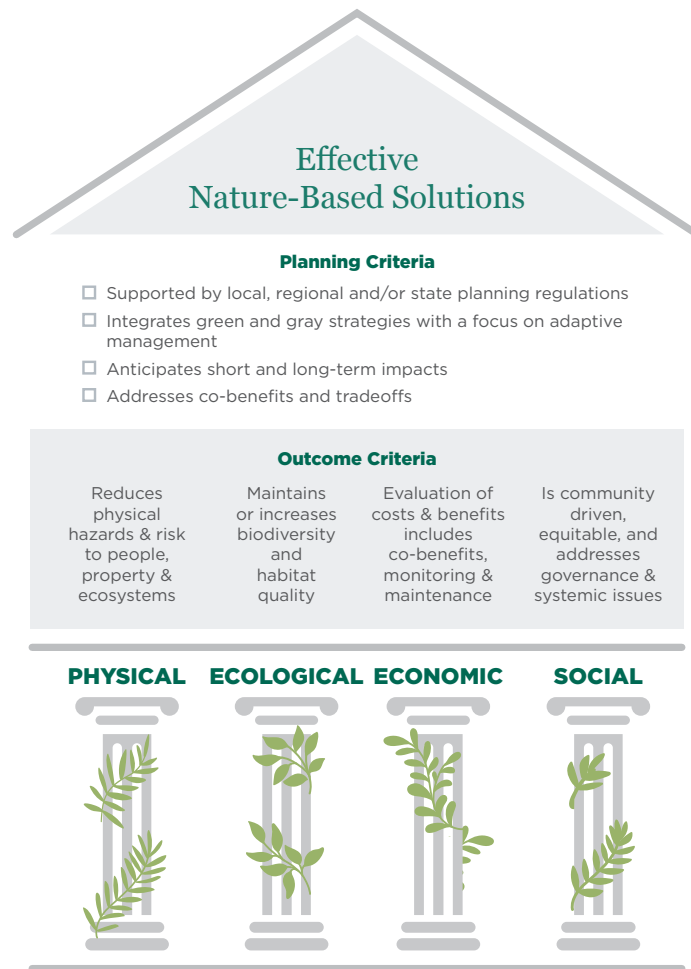 Effective
Nature-Based Solutions
Planning Criteria
Supported by local, regional and/or state planning regulations
Integrates green and gray strategies with a focus on adaptive
management
Anticipates short and long-term impacts
Addresses co-benefits and tradeoffs
Outcome Criteria
Reduces
physical
hazards & risk
to people,
property &
ecosystems
Maintains
or increases
biodiversity
and
habitat
quality
Evaluation of
costs & benefits
includes
co-benefits,
monitoring &
maintenance
Is community
driven,
equitable, and
addresses
governance &
systemic issues
PHYSICAL
ECOLOGICAL
ECONOMIC
SOCIAL